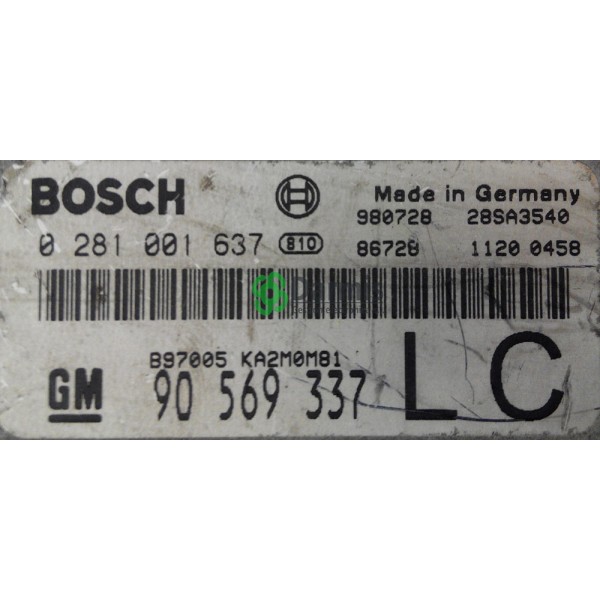 BOSCH Made in Germany
980728 28SA3540
0 281 001 637 810 86728 1120 0458
B97005 KA2M0M81
GM 90 569 337 LC